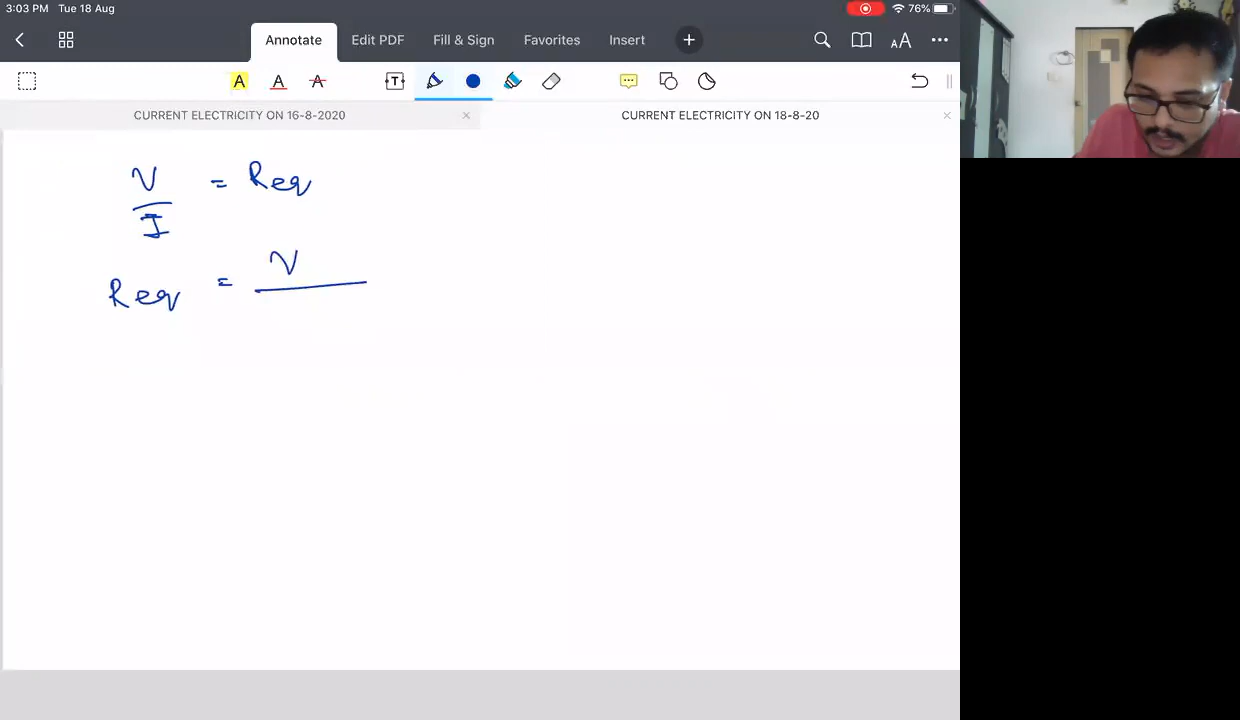 3:03 PM Tue 18 Aug 76%
Annotate Edit PDF Fill & Sign Favorites Insert
CURRENT ELECTRICITY ON 16-8-2020
CURRENT ELECTRICITY ON 18-8-20
V
= Req
I
V
Req =